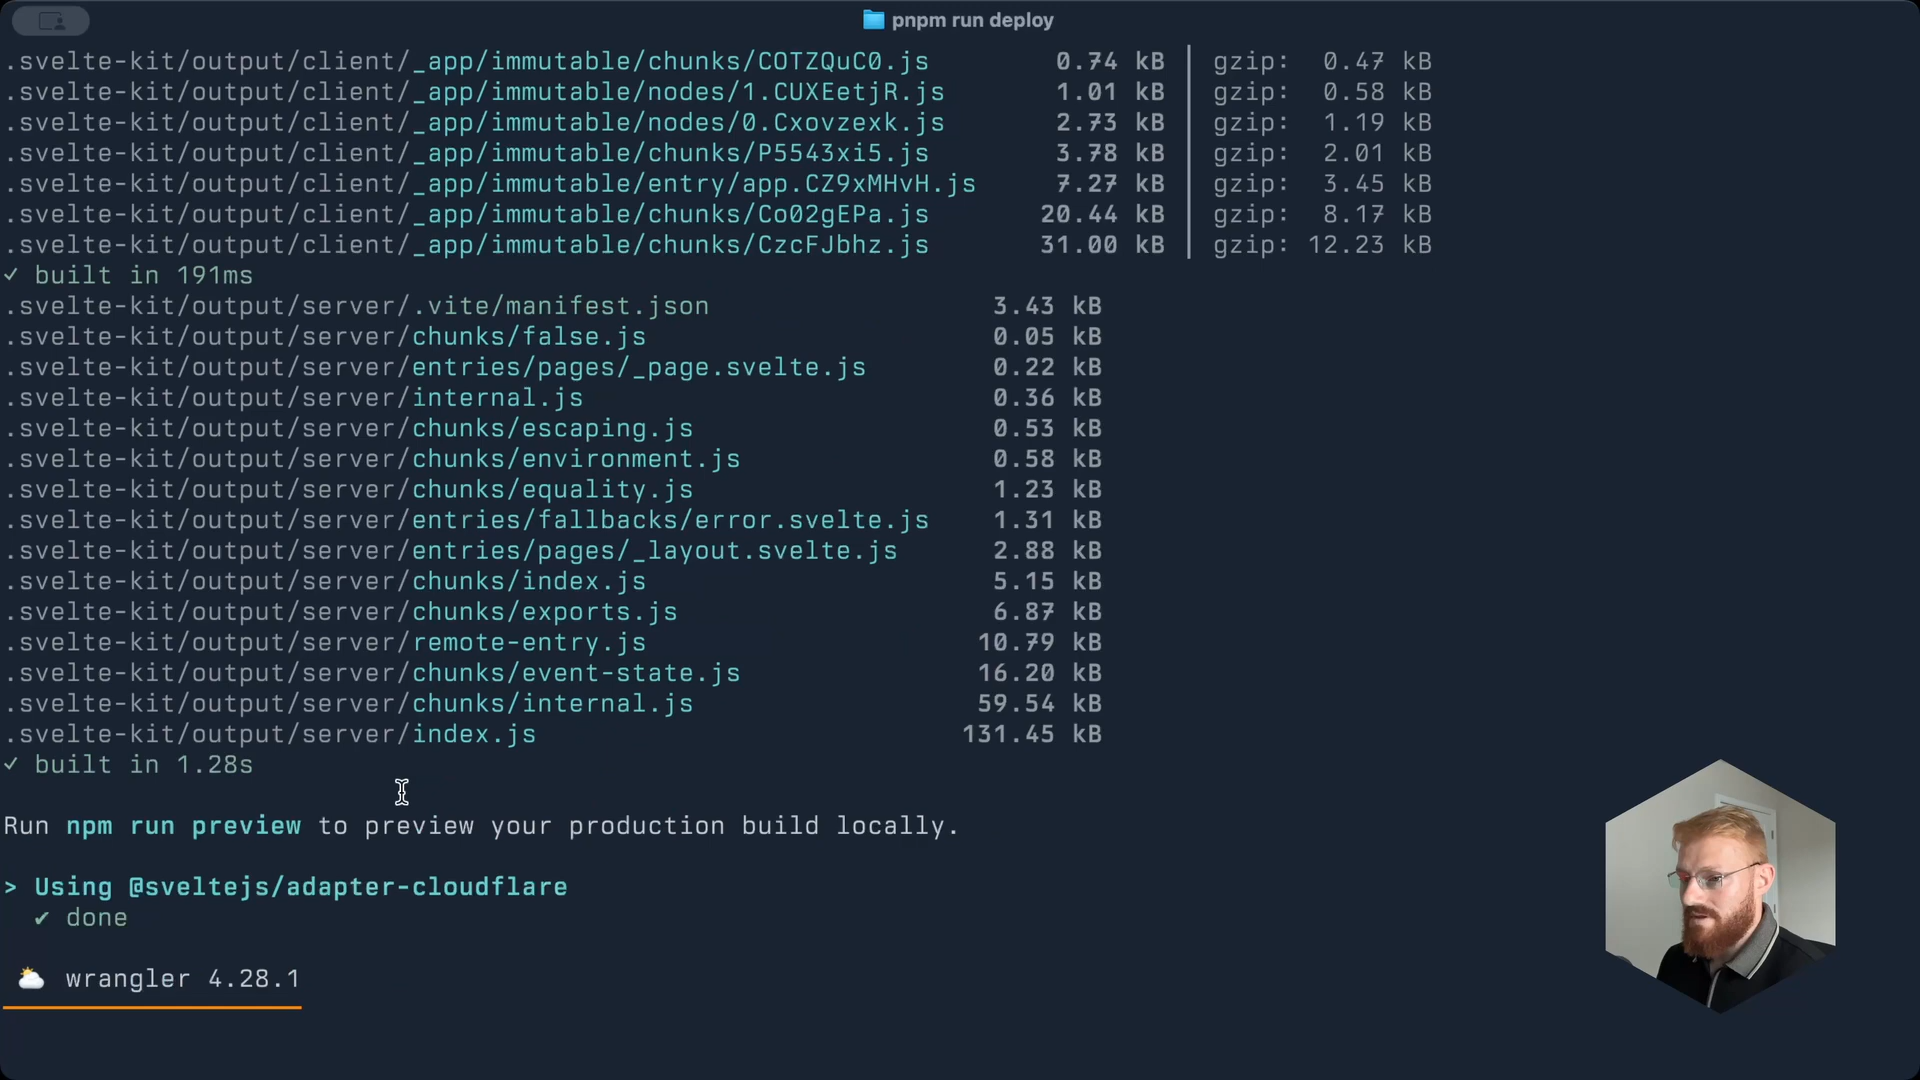 pnpm run deploy
.svelte-kit/output/client/_app/immutable/chunks/COTZQuC0.js 0.74 kB │ gzip: 0.47 kB
.svelte-kit/output/client/_app/immutable/nodes/1.CUXEetjR.js 1.01 kB │ gzip: 0.58 kB
.svelte-kit/output/client/_app/immutable/nodes/0.Cxovzexk.js 2.73 kB │ gzip: 1.19 kB
.svelte-kit/output/client/_app/immutable/chunks/P5543xi5.js 3.78 kB │ gzip: 2.01 kB
.svelte-kit/output/client/_app/immutable/entry/app.CZ9xMHvH.js 7.27 kB │ gzip: 3.45 kB
.svelte-kit/output/client/_app/immutable/chunks/Co02gEPa.js 20.44 kB │ gzip: 8.17 kB
.svelte-kit/output/client/_app/immutable/chunks/CzcFJbhz.js 31.00 kB │ gzip: 12.23 kB
✓ built in 191ms
.svelte-kit/output/server/.vite/manifest.json 3.43 kB
.svelte-kit/output/server/chunks/false.js 0.05 kB
.svelte-kit/output/server/entries/pages/_page.svelte.js 0.22 kB
.svelte-kit/output/server/internal.js 0.36 kB
.svelte-kit/output/server/chunks/escaping.js 0.53 kB
.svelte-kit/output/server/chunks/environment.js 0.58 kB
.svelte-kit/output/server/chunks/equality.js 1.23 kB
.svelte-kit/output/server/entries/fallbacks/error.svelte.js 1.31 kB
.svelte-kit/output/server/entries/pages/_layout.svelte.js 2.88 kB
.svelte-kit/output/server/chunks/index.js 5.15 kB
.svelte-kit/output/server/chunks/exports.js 6.87 kB
.svelte-kit/output/server/remote-entry.js 10.79 kB
.svelte-kit/output/server/chunks/event-state.js 16.20 kB
.svelte-kit/output/server/chunks/internal.js 59.54 kB
.svelte-kit/output/server/index.js 131.45 kB
✓ built in 1.28s
Run npm run preview to preview your production build locally.
> Using @sveltejs/adapter-cloudflare
✔ done
⛅ wrangler 4.28.1